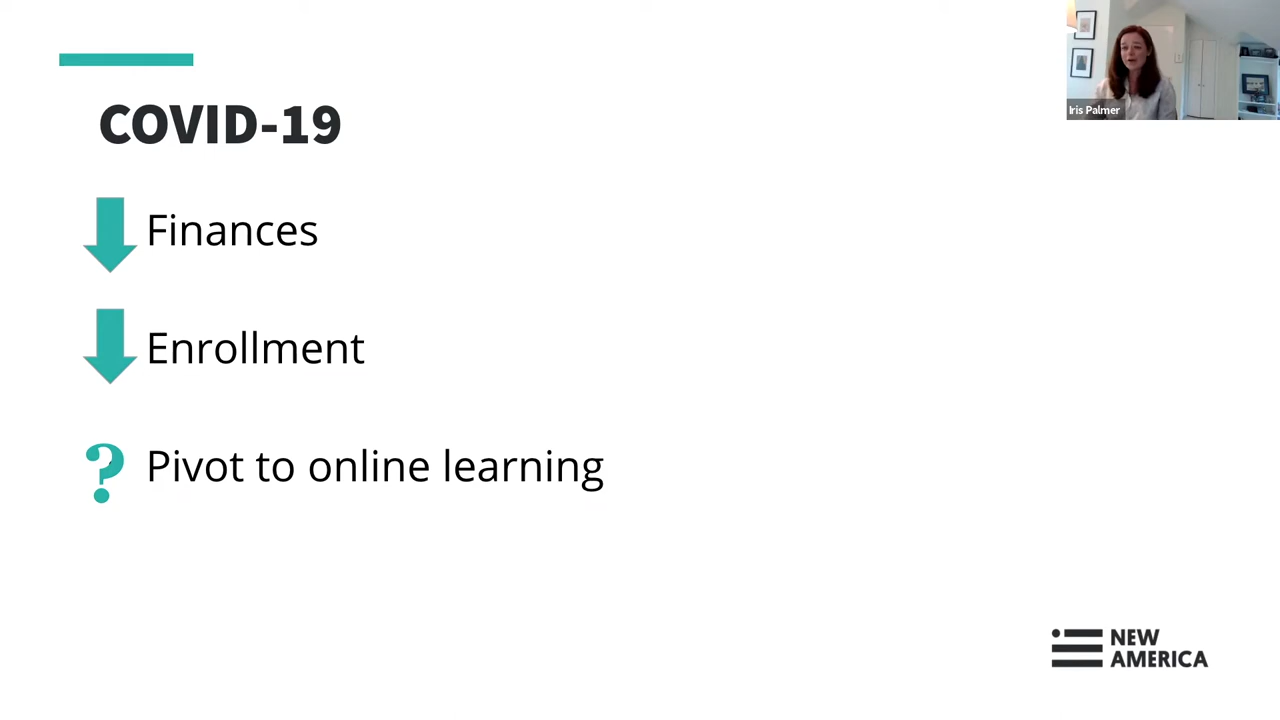 COVID-19
Finances
Enrollment
? Pivot to online learning
Iris Palmer
NEW
AMERICA